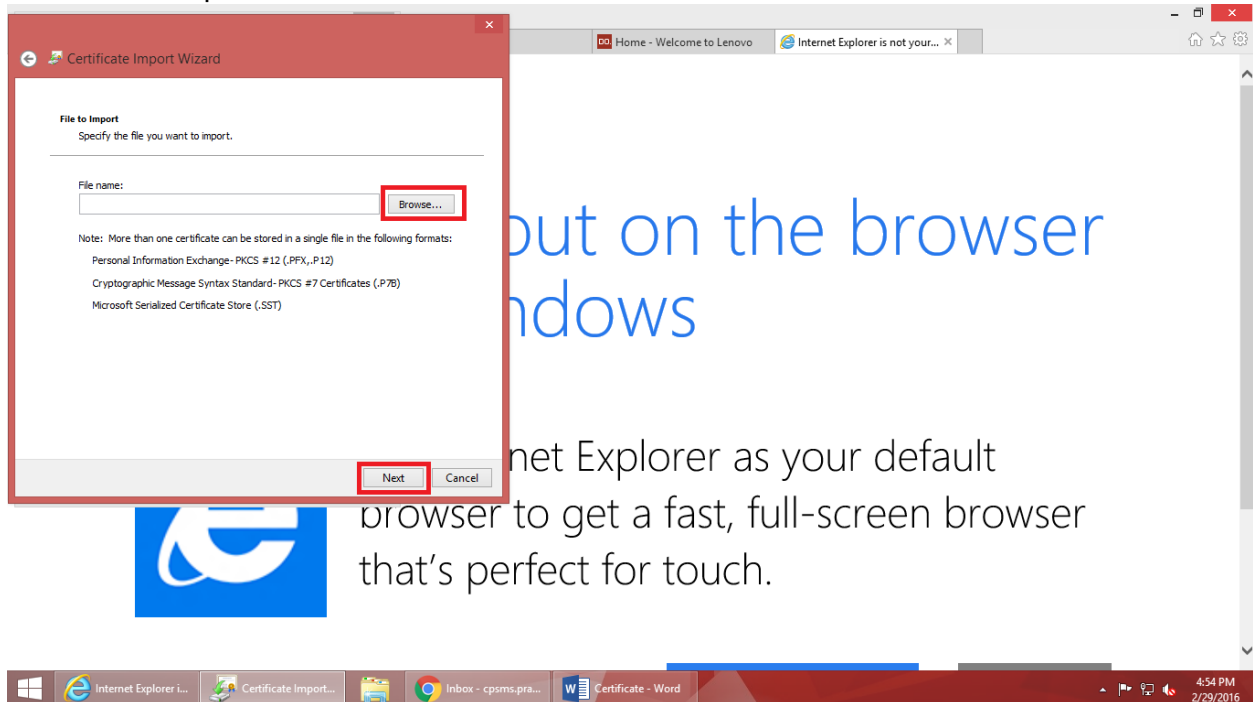 Home - Welcome to Lenovo
Internet Explorer is not your...
Certificate Import Wizard
File to Import
Specify the file you want to import.
File name:
Browse...
Note: More than one certificate can be stored in a single file in the following formats:
Personal Information Exchange- PKCS #12 (.PFX,.P12)
Cryptographic Message Syntax Standard- PKCS #7 Certificates (.P7B)
Microsoft Serialized Certificate Store (.SST)
Next
Cancel
out on the browser
ndows
net Explorer as your default
browser to get a fast, full-screen browser
that's perfect for touch.
Internet Explorer i...
Certificate Import...
Inbox - cpsms.pra...
Certificate - Word
4:54 PM
2/29/2016